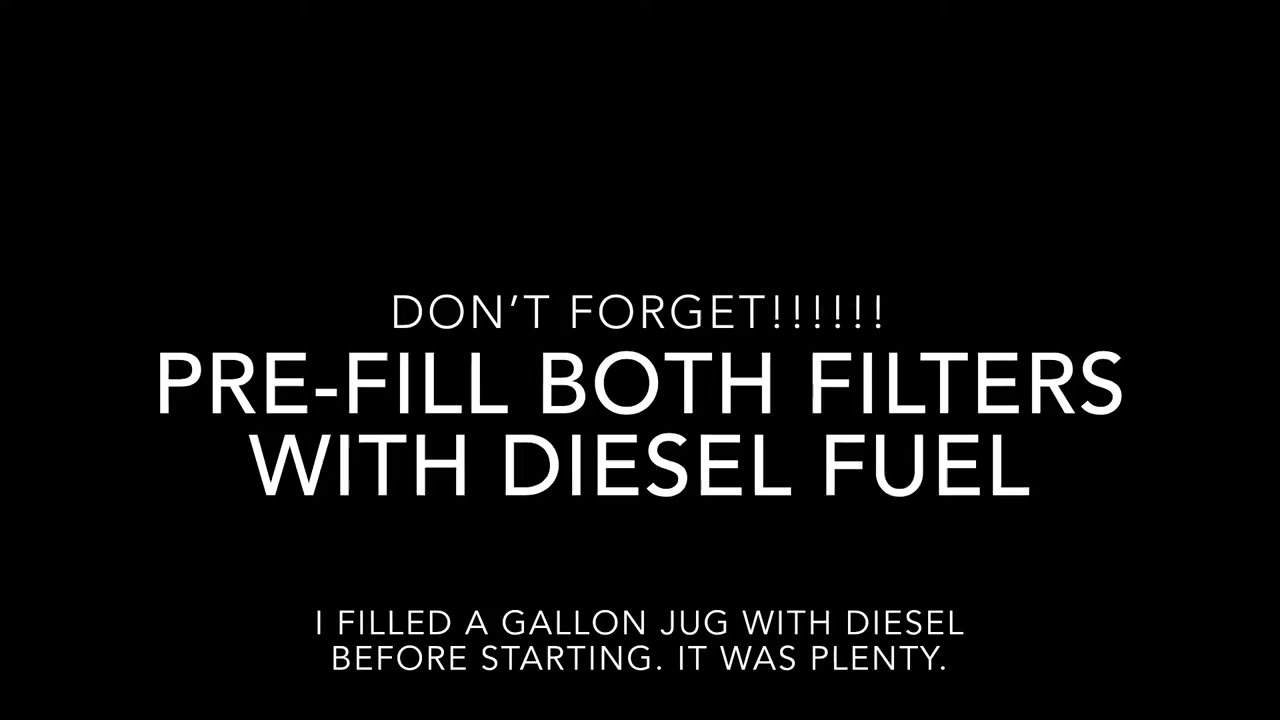 DON'T FORGET!!!!!!
PRE-FILL BOTH FILTERS
WITH DIESEL FUEL
I FILLED A GALLON JUG WITH DIESEL
BEFORE STARTING. IT WAS PLENTY.